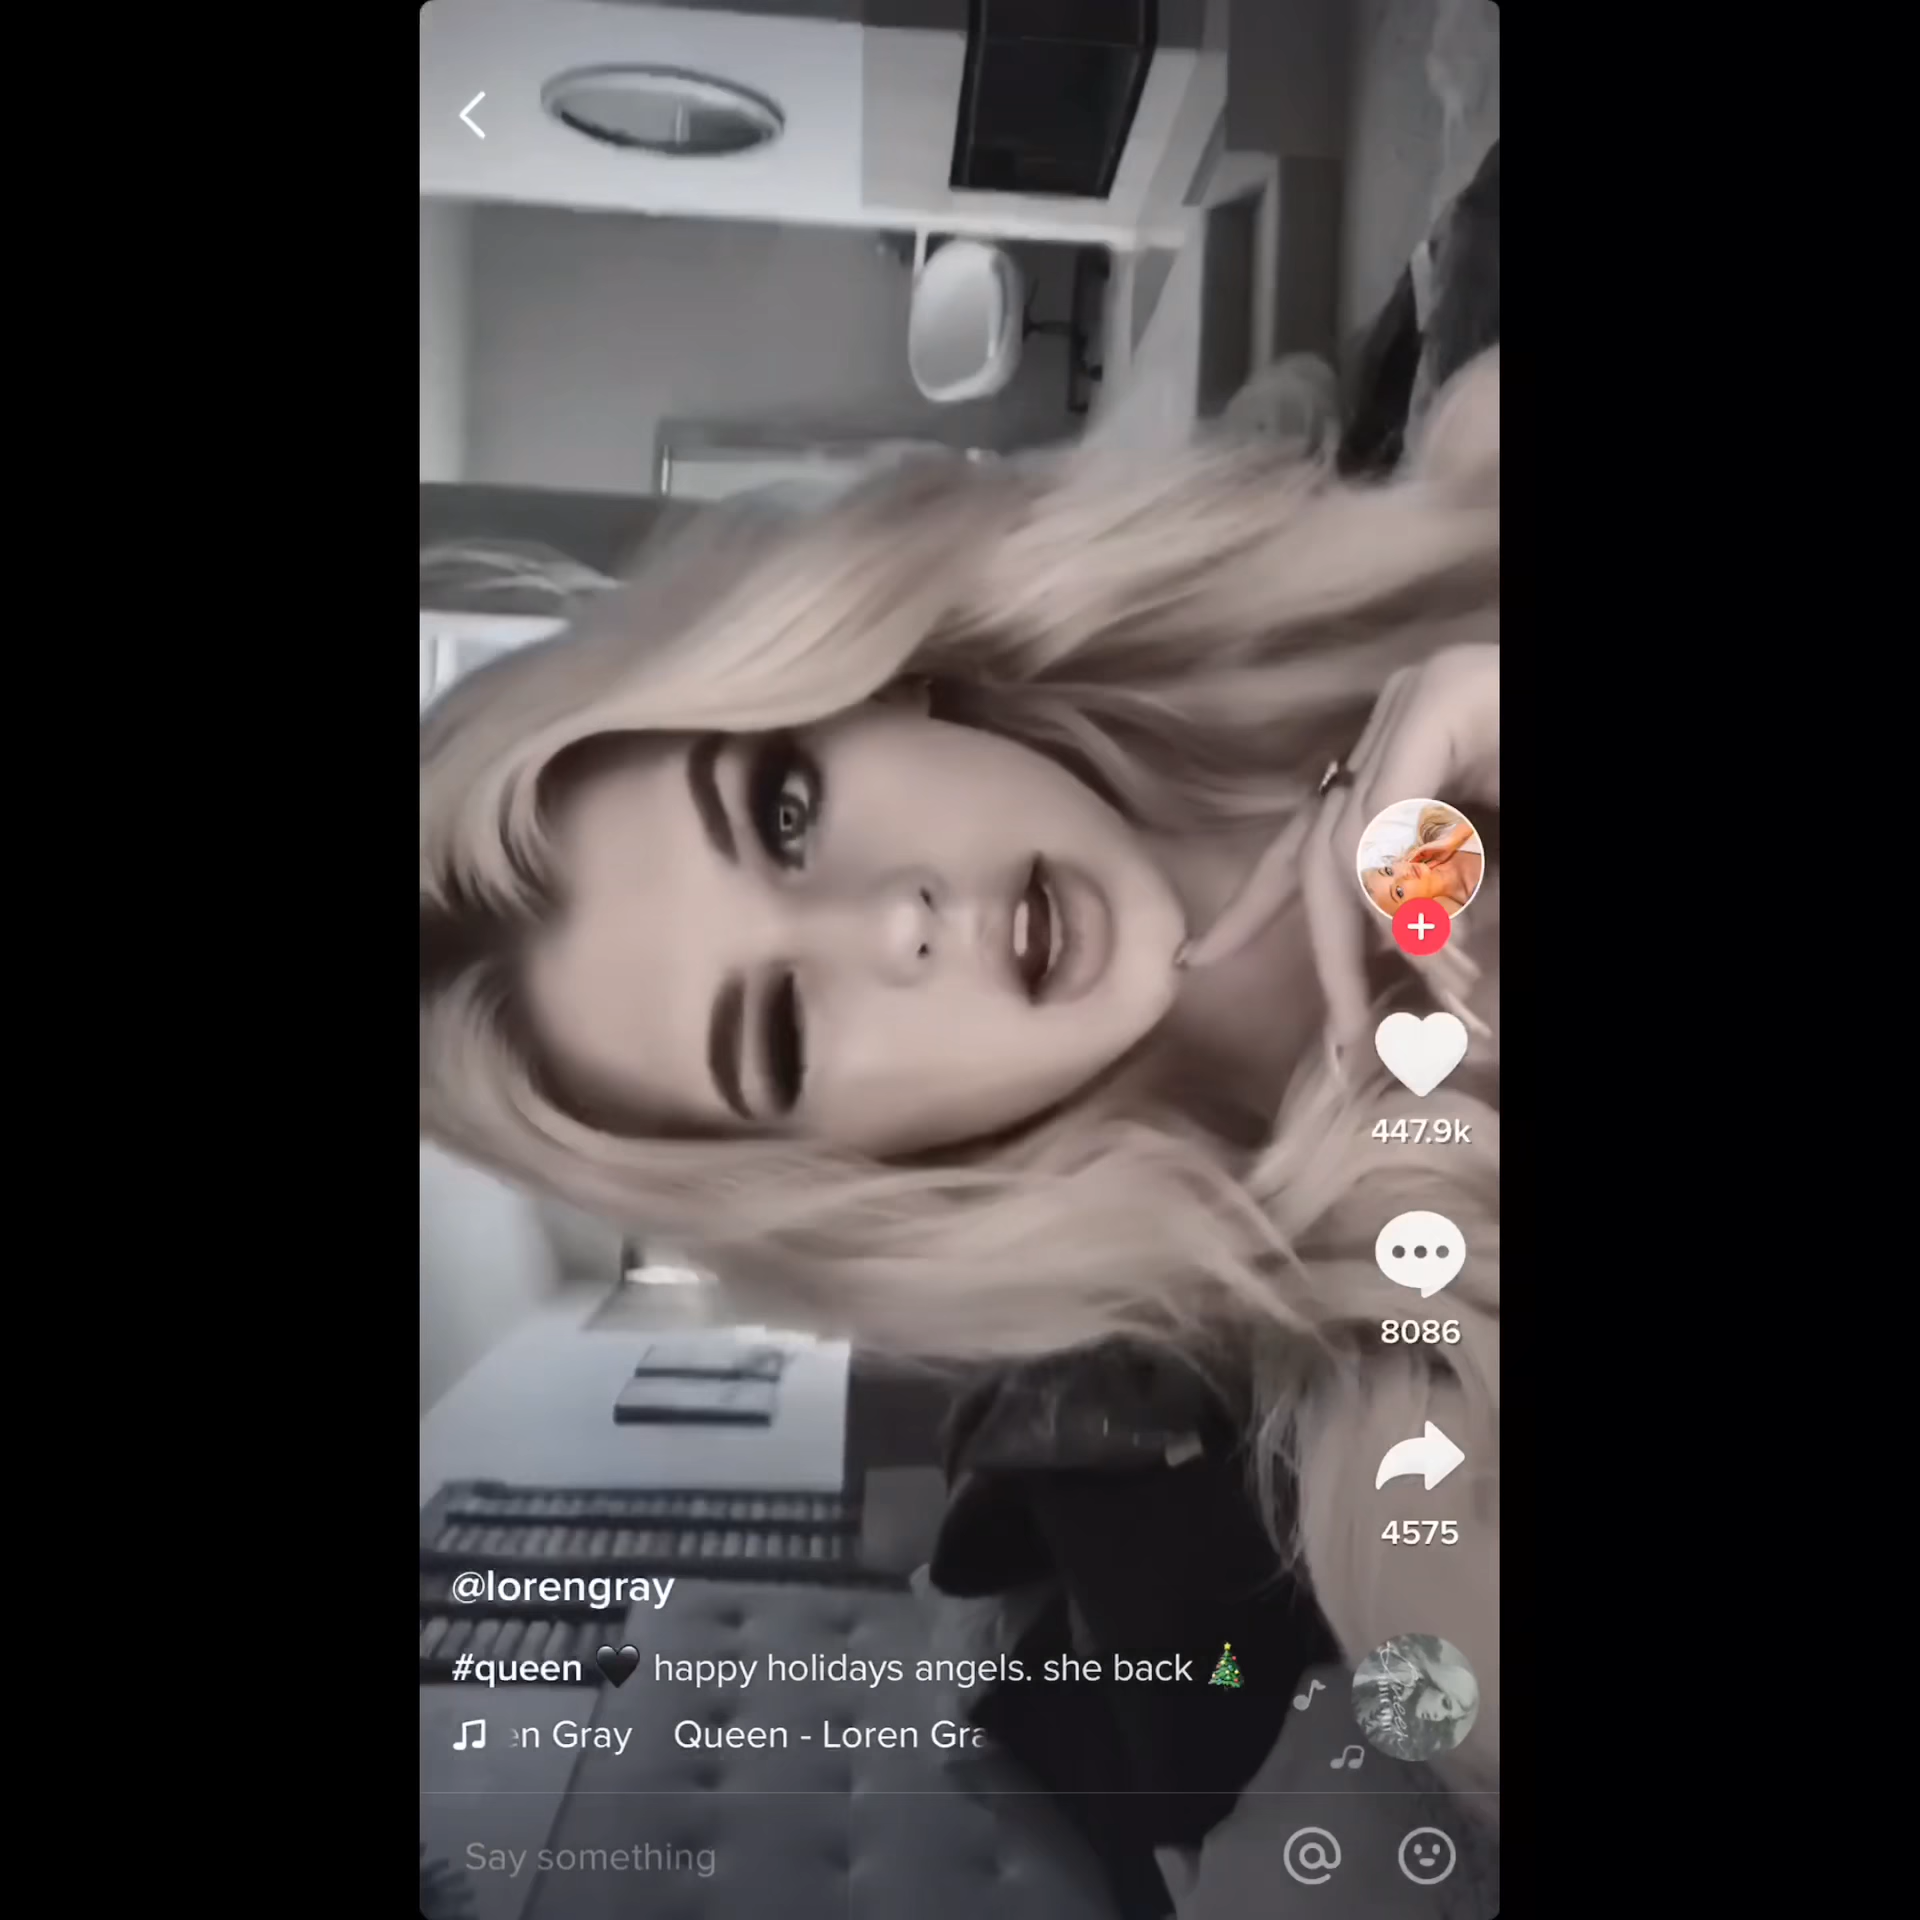 447.9k
8086
4575
@lorengray
#queen 🖤 happy holidays angels. she back 🎄
en Gray Queen - Loren Gra
Say something